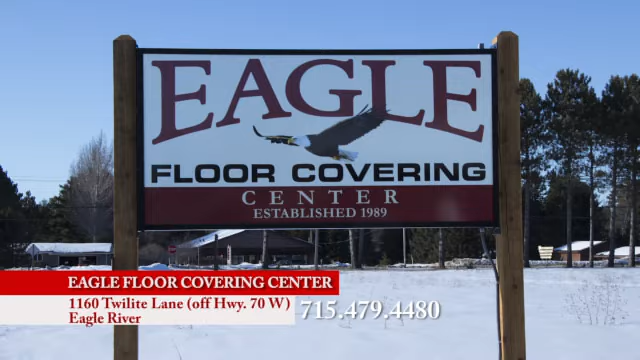 EAGLE
FLOOR COVERING
CENTER
ESTABLISHED 1989
EAGLE FLOOR COVERING CENTER
1160 Twilite Lane (off Hwy. 70 W)
Eagle River
715.479.4480